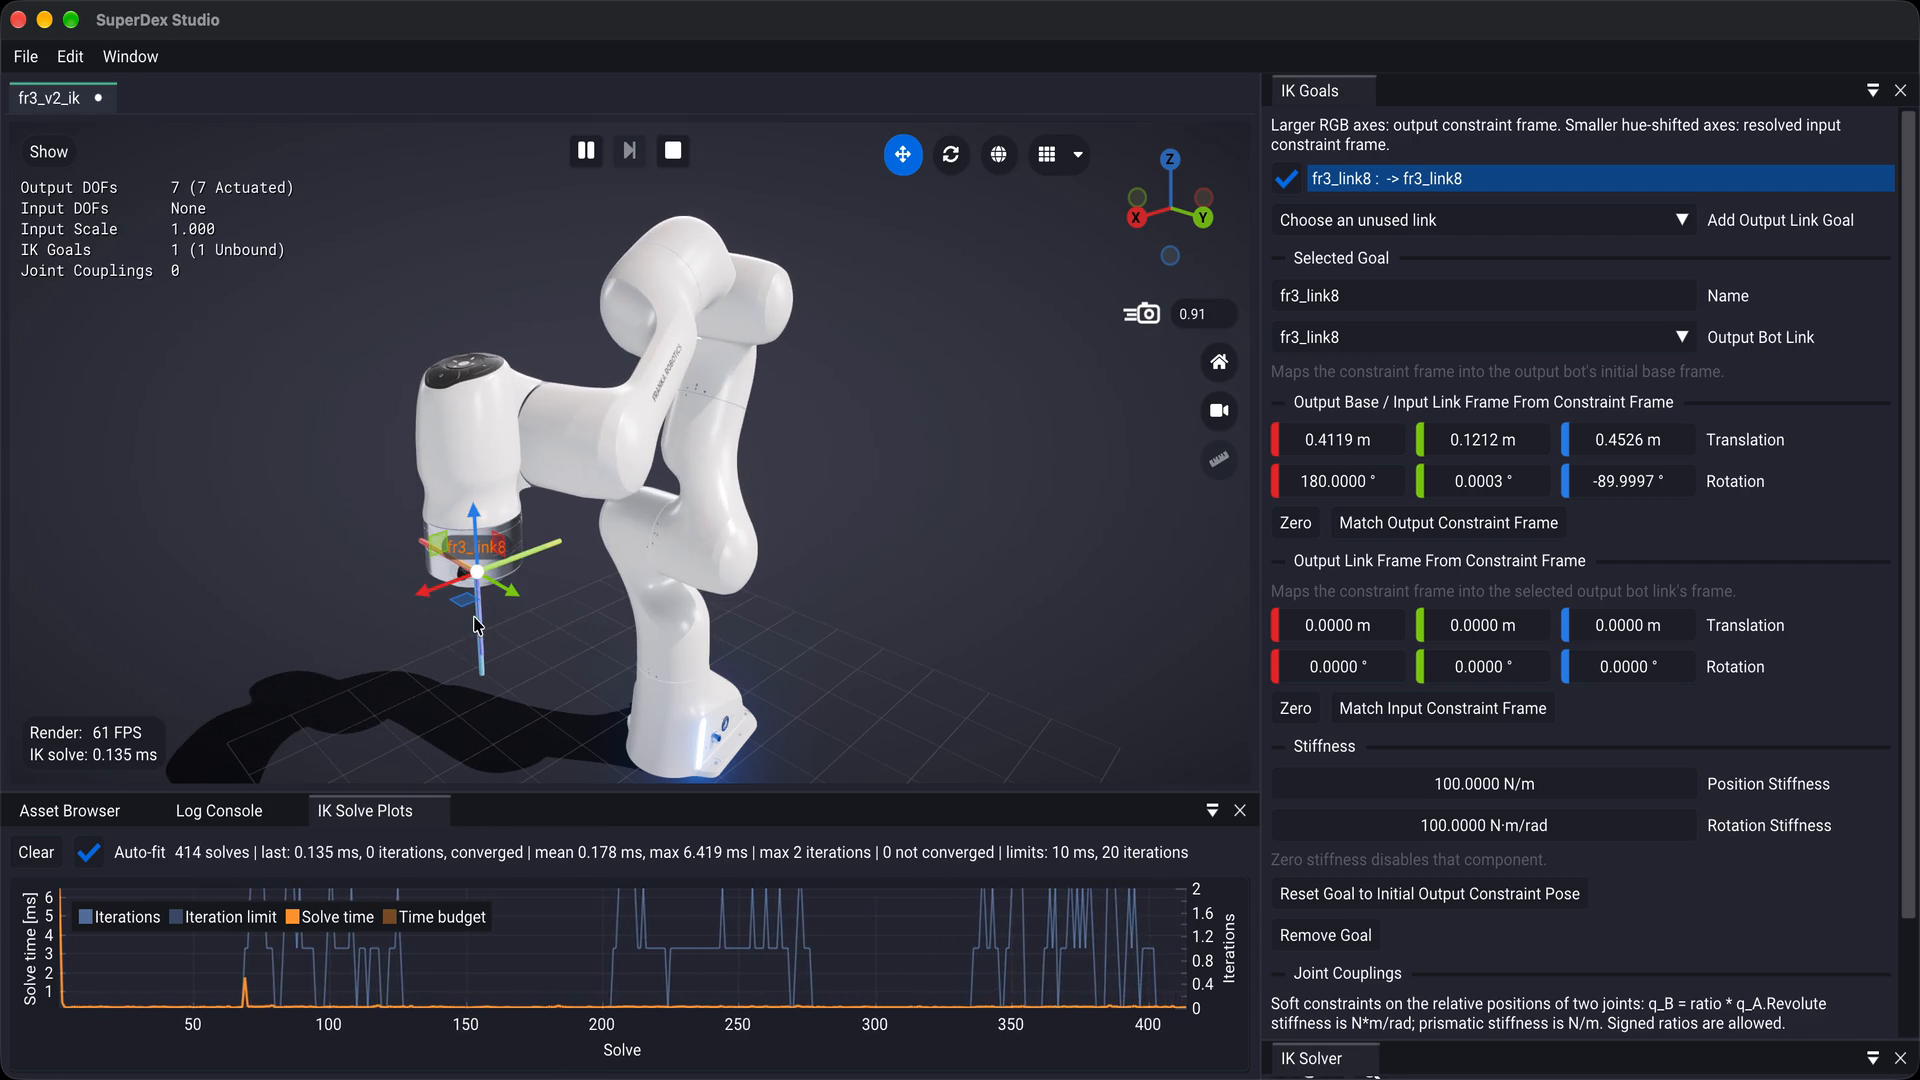 SuperDex Studio
File Edit Window
fr3_v2_ik
Show
Output DOFs 7 (7 Actuated)
Input DOFs None
Input Scale 1.000
IK Goals 1 (1 Unbound)
Joint Couplings 0
Z
X
Y
0.91
FRANKA ROBOTICS
fr3_link8
Render: 61 FPS
IK solve: 0.135 ms
Asset Browser Log Console IK Solve Plots
Clear Auto-fit 414 solves | last: 0.135 ms, 0 iterations, converged | mean 0.178 ms, max 6.419 ms | max 2 iterations | 0 not converged | limits: 10 ms, 20 iterations
Iterations Iteration limit Solve time Time budget
Solve time [ms]
6
5
4
3
2
1
2
1.6
1.2
0.8
0.4
0
Iterations
50 100 150 200 250 300 350 400
Solve
IK Goals
Larger RGB axes: output constraint frame. Smaller hue-shifted axes: resolved input
constraint frame.
fr3_link8 : -> fr3_link8
Choose an unused link Add Output Link Goal
Selected Goal
fr3_link8 Name
fr3_link8 Output Bot Link
Maps the constraint frame into the output bot's initial base frame.
Output Base / Input Link Frame From Constraint Frame
0.4119 m 0.1212 m 0.4526 m Translation
180.0000 ° 0.0003 ° -89.9997 ° Rotation
Zero Match Output Constraint Frame
Output Link Frame From Constraint Frame
Maps the constraint frame into the selected output bot link's frame.
0.0000 m 0.0000 m 0.0000 m Translation
0.0000 ° 0.0000 ° 0.0000 ° Rotation
Zero Match Input Constraint Frame
Stiffness
100.0000 N/m Position Stiffness
100.0000 N·m/rad Rotation Stiffness
Zero stiffness disables that component.
Reset Goal to Initial Output Constraint Pose
Remove Goal
Joint Couplings
Soft constraints on the relative positions of two joints: q_B = ratio * q_A.Revolute
stiffness is N*m/rad; prismatic stiffness is N/m. Signed ratios are allowed.
IK Solver